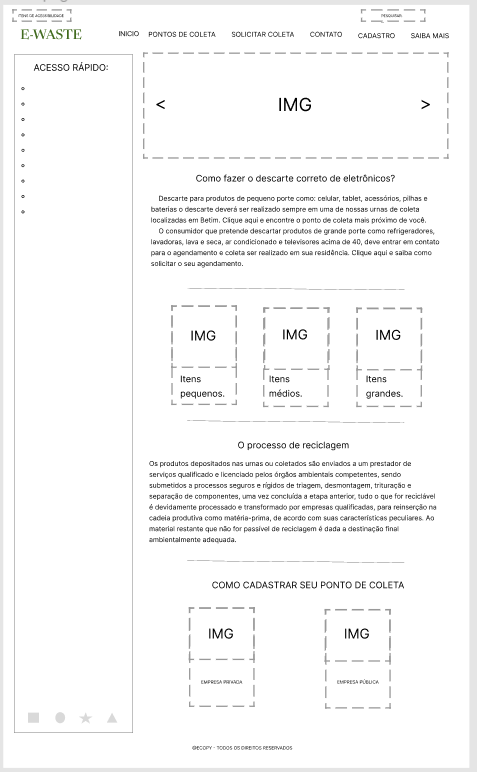 ITENS DE ACESSIBILIDADE
PESQUISAR
E-WASTE
INICIO
PONTOS DE COLETA
SOLICITAR COLETA
CONTATO
CADASTRO
SAIBA MAIS
ACESSO RÁPIDO:
< IMG >
Como fazer o descarte correto de eletrônicos?
Descarte para produtos de pequeno porte como: celular, tablet, acessórios, pilhas e
baterias o descarte deverá ser realizado sempre em uma de nossas urnas de coleta
localizadas em Betim. Clique aqui e encontre o ponto de coleta mais próximo de você.
O consumidor que pretende descartar produtos de grande porte como refrigeradores,
lavadoras, lava e seca, ar condicionado e televisores acima de 40, deve entrar em contato
para o agendamento e coleta ser realizado em sua residência. Clique aqui e saiba como
solicitar o seu agendamento.
IMG
Itens
pequenos.
IMG
Itens
médios.
IMG
Itens
grandes.
O processo de reciclagem
Os produtos depositados nas urnas ou coletados são enviados a um prestador de
serviços qualificado e licenciado pelos órgãos ambientais competentes, sendo
submetidos a processos seguros e rígidos de triagem, desmontagem, trituração e
separação de componentes, uma vez concluída a etapa anterior, tudo o que for reciclável
é devidamente processado e transformado por empresas qualificadas, para reinserção na
cadeia produtiva como matéria-prima, de acordo com suas características peculiares. Ao
material restante que não for passível de reciclagem é dada a destinação final
ambientalmente adequada.
COMO CADASTRAR SEU PONTO DE COLETA
IMG
EMPRESA PRIVADA
IMG
EMPRESA PÚBLICA
©ECOPY - TODOS OS DIREITOS RESERVADOS.